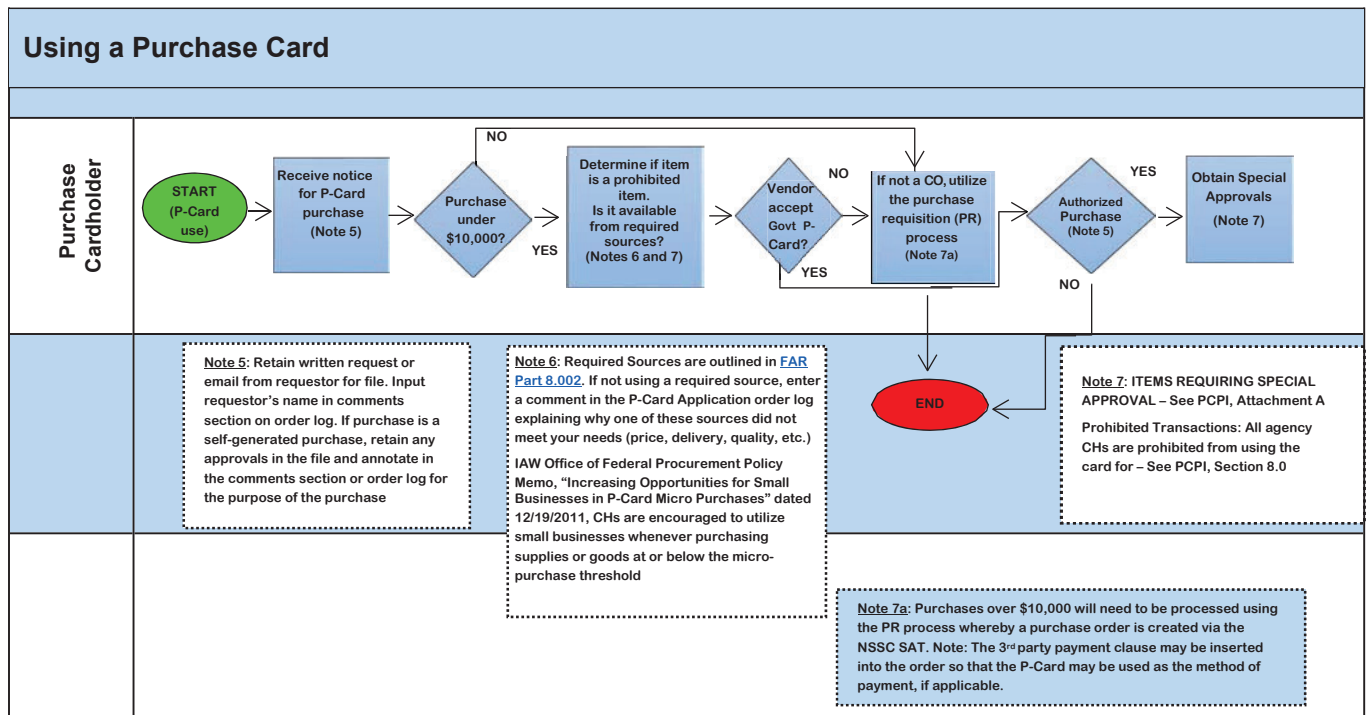 Using a Purchase Card
Purchase
Cardholder
START
(P-Card
use)
Receive notice
for P-Card
purchase
(Note 5)
Purchase
under
$10,000?
NO
YES
Determine if item
is a prohibited
item.
Is it available
from required
sources?
(Notes 6 and 7)
Vendor
accept
Govt P-
Card?
NO
YES
If not a CO, utilize
the purchase
requisition (PR)
process
(Note 7a)
Authorized
Purchase
(Note 5)
YES
NO
Obtain Special
Approvals
(Note 7)
END
Note 5: Retain written request or
email from requestor for file. Input
requestor’s name in comments
section on order log. If purchase is a
self-generated purchase, retain any
approvals in the file and annotate in
the comments section or order log for
the purpose of the purchase
Note 6: Required Sources are outlined in FAR
Part 8.002. If not using a required source, enter
a comment in the P-Card Application order log
explaining why one of these sources did not
meet your needs (price, delivery, quality, etc.)
IAW Office of Federal Procurement Policy
Memo, “Increasing Opportunities for Small
Businesses in P-Card Micro Purchases” dated
12/19/2011, CHs are encouraged to utilize
small businesses whenever purchasing
supplies or goods at or below the micro-
purchase threshold
Note 7: ITEMS REQUIRING SPECIAL
APPROVAL – See PCPI, Attachment A
Prohibited Transactions: All agency
CHs are prohibited from using the
card for – See PCPI, Section 8.0
Note 7a: Purchases over $10,000 will need to be processed using
the PR process whereby a purchase order is created via the
NSSC SAT. Note: The 3rd party payment clause may be inserted
into the order so that the P-Card may be used as the method of
payment, if applicable.